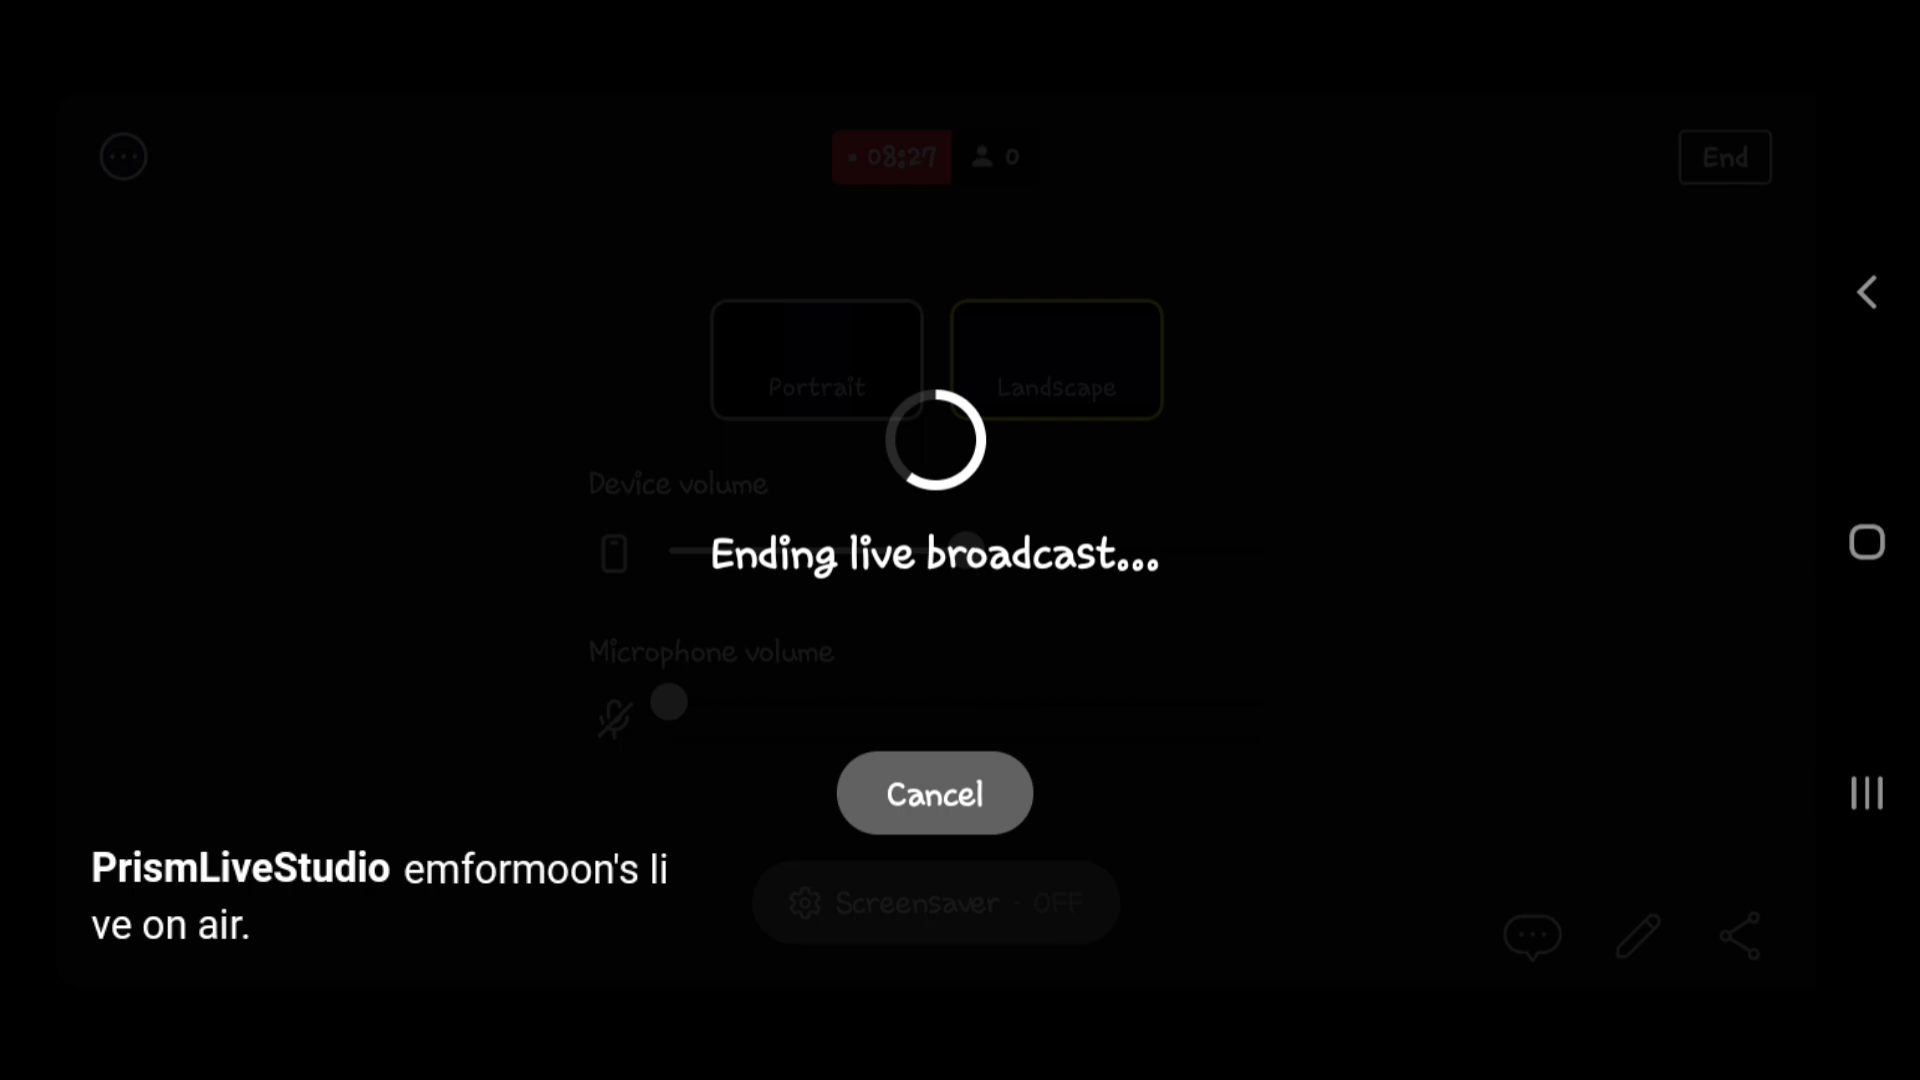 • 08:27 0
End
Portrait
Landscape
Device volume
Ending live broadcast...
Microphone volume
Cancel
PrismLiveStudio emformoon's li
ve on air.
Screensaver - OFF